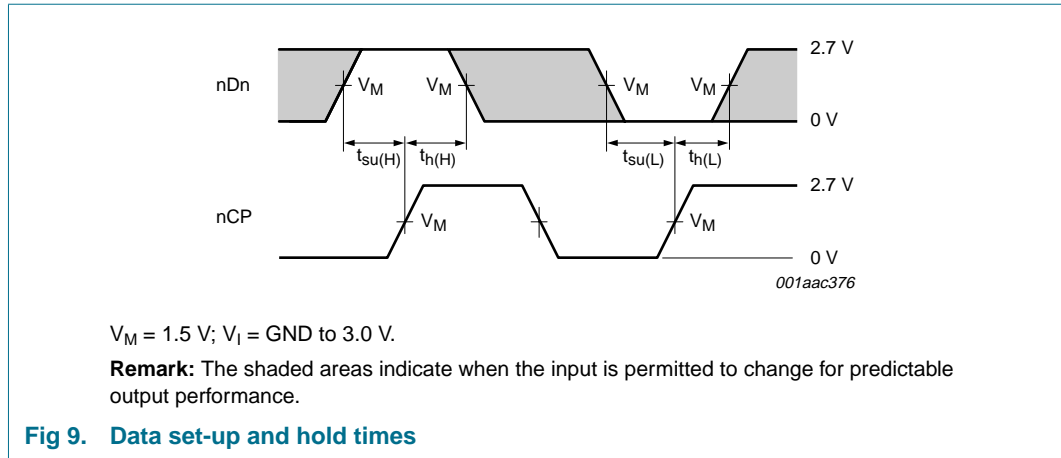 2.7 V
nDn
V_M V_M V_M V_M
0 V
t_su(H) t_h(H) t_su(L) t_h(L)
2.7 V
nCP
V_M V_M
0 V
001aac376
V_M = 1.5 V; V_I = GND to 3.0 V.
Remark: The shaded areas indicate when the input is permitted to change for predictable
output performance.
Fig 9. Data set-up and hold times